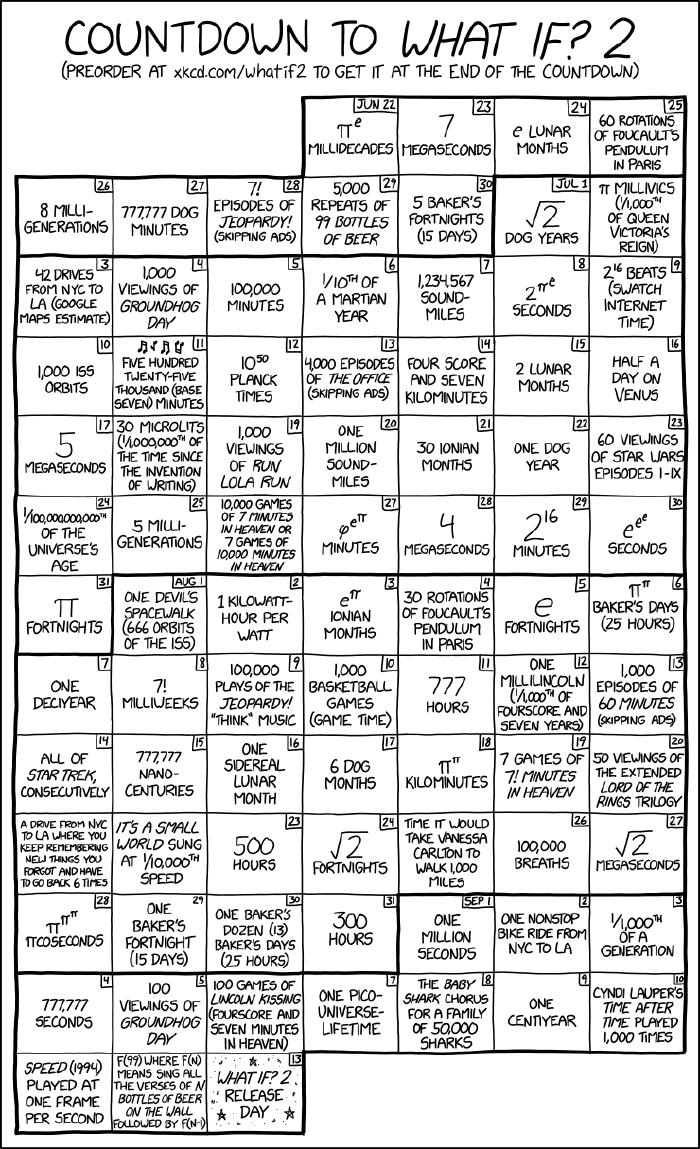 COUNTDOWN TO WHAT IF? 2
(PREORDER AT xkcd.com/whatif2 TO GET IT AT THE END OF THE COUNTDOWN)
JUN 22
π^e
MILLIDECADES
23
7
MEGASECONDS
24
e LUNAR
MONTHS
25
60 ROTATIONS
OF FOUCAULT'S
PENDULUM
IN PARIS
26
8 MILLI-
GENERATIONS
27
777,777 DOG
MINUTES
28
7!
EPISODES OF
JEOPARDY!
(SKIPPING ADS)
29
5,000
REPEATS OF
99 BOTTLES
OF BEER
30
5 BAKER'S
FORTNIGHTS
(15 DAYS)
JUL 1
√2
DOG YEARS
π MILLIVICS
(1/1,000TH
OF QUEEN
VICTORIA'S
REIGN)
3
42 DRIVES
FROM NYC TO
LA (GOOGLE
MAPS ESTIMATE)
4
1,000
VIEWINGS OF
GROUNDHOG
DAY
5
100,000
MINUTES
6
1/10TH OF
A MARTIAN
YEAR
7
1,234,567
SOUND-
MILES
8
2^π^e
SECONDS
9
2^16 BEATS
(SWATCH
INTERNET
TIME)
10
1,000 ISS
ORBITS
11
FIVE HUNDRED
TWENTY-FIVE
THOUSAND (BASE
SEVEN) MINUTES
12
10^50
PLANCK
TIMES
13
4,000 EPISODES
OF THE OFFICE
(SKIPPING ADS)
14
FOUR SCORE
AND SEVEN
KILOMINUTES
15
2 LUNAR
MONTHS
16
HALF A
DAY ON
VENUS
17
5
MEGASECONDS
30 MICROLITS
(1/1,000,000TH OF
THE TIME SINCE
THE INVENTION
OF WRITING)
19
1,000
VIEWINGS
OF RUN
LOLA RUN
20
ONE
MILLION
SOUND-
MILES
21
30 IONIAN
MONTHS
22
ONE DOG
YEAR
23
60 VIEWINGS
OF STAR WARS
EPISODES I-IX
24
1/100,000,000,000TH
OF THE
UNIVERSE'S
AGE
25
5 MILLI-
GENERATIONS
10,000 GAMES
OF 7 MINUTES
IN HEAVEN OR
7 GAMES OF
10,000 MINUTES
IN HEAVEN
27
φ^e^π
MINUTES
28
4
MEGASECONDS
29
2^16
MINUTES
30
e^e^e
SECONDS
31
π
FORTNIGHTS
AUG 1
ONE DEVIL'S
SPACEWALK
(666 ORBITS
OF THE ISS)
2
1 KILOWATT-
HOUR PER
WATT
3
e^π
IONIAN
MONTHS
4
30 ROTATIONS
OF FOUCAULT'S
PENDULUM
IN PARIS
5
e
FORTNIGHTS
6
π^π
BAKER'S DAYS
(25 HOURS)
7
ONE
DECIYEAR
8
7!
MILLIWEEKS
9
100,000
PLAYS OF THE
JEOPARDY!
"THINK" MUSIC
10
1,000
BASKETBALL
GAMES
(GAME TIME)
11
777
HOURS
12
ONE
MILLILINCOLN
(1/1,000TH OF
FOURSCORE AND
SEVEN YEARS)
13
1,000
EPISODES OF
60 MINUTES
(SKIPPING ADS)
14
ALL OF
STAR TREK,
CONSECUTIVELY
15
777,777
NANO-
CENTURIES
16
ONE
SIDEREAL
LUNAR
MONTH
17
6 DOG
MONTHS
18
π^π
KILOMINUTES
19
7 GAMES OF
7! MINUTES
IN HEAVEN
20
50 VIEWINGS OF
THE EXTENDED
LORD OF THE
RINGS TRILOGY
A DRIVE FROM NYC
TO LA WHERE YOU
KEEP REMEMBERING
NEW THINGS YOU
FORGOT AND HAVE
TO GO BACK 6 TIMES
IT'S A SMALL
WORLD SUNG
AT 1/10,000TH
SPEED
23
500
HOURS
24
√2
FORTNIGHTS
TIME IT WOULD
TAKE VANESSA
CARLTON TO
WALK 1,000
MILES
26
100,000
BREATHS
27
√2
MEGASECONDS
28
π^π^π^π
πCOSECONDS
29
ONE
BAKER'S
FORTNIGHT
(15 DAYS)
30
ONE BAKER'S
DOZEN (13)
BAKER'S DAYS
(25 HOURS)
31
300
HOURS
SEP 1
ONE
MILLION
SECONDS
2
ONE NONSTOP
BIKE RIDE FROM
NYC TO LA
3
1/1,000TH
OF A
GENERATION
4
777,777
SECONDS
5
100
VIEWINGS OF
GROUNDHOG
DAY
100 GAMES OF
LINCOLN KISSING
(FOURSCORE AND
SEVEN MINUTES
IN HEAVEN)
7
ONE PICO-
UNIVERSE-
LIFETIME
8
THE BABY
SHARK CHORUS
FOR A FAMILY
OF 50,000
SHARKS
9
ONE
CENTIYEAR
10
CYNDI LAUPER'S
TIME AFTER
TIME PLAYED
1,000 TIMES
SPEED (1994)
PLAYED AT
ONE FRAME
PER SECOND
F(99) WHERE F(N)
MEANS SING ALL
THE VERSES OF N
BOTTLES OF BEER
ON THE WALL
FOLLOWED BY F(N-1)
13
WHAT IF? 2
RELEASE
DAY